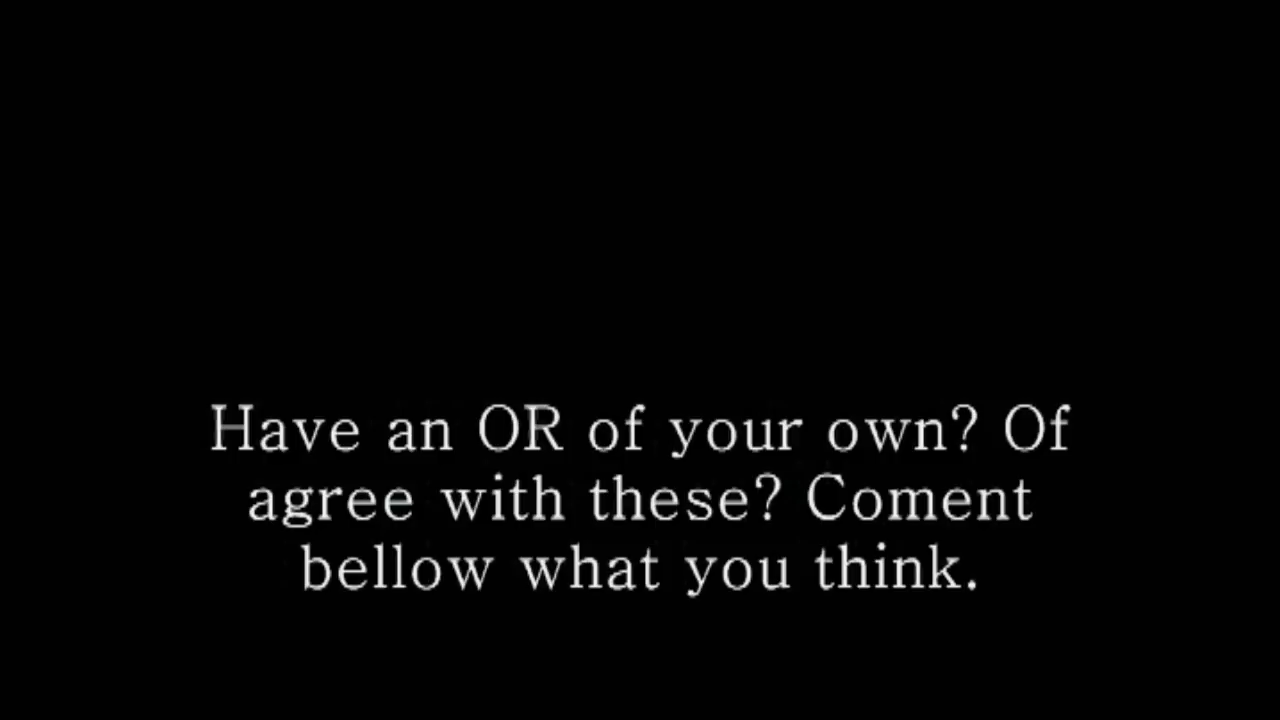 Have an OR of your own? Of
agree with these? Coment
bellow what you think.